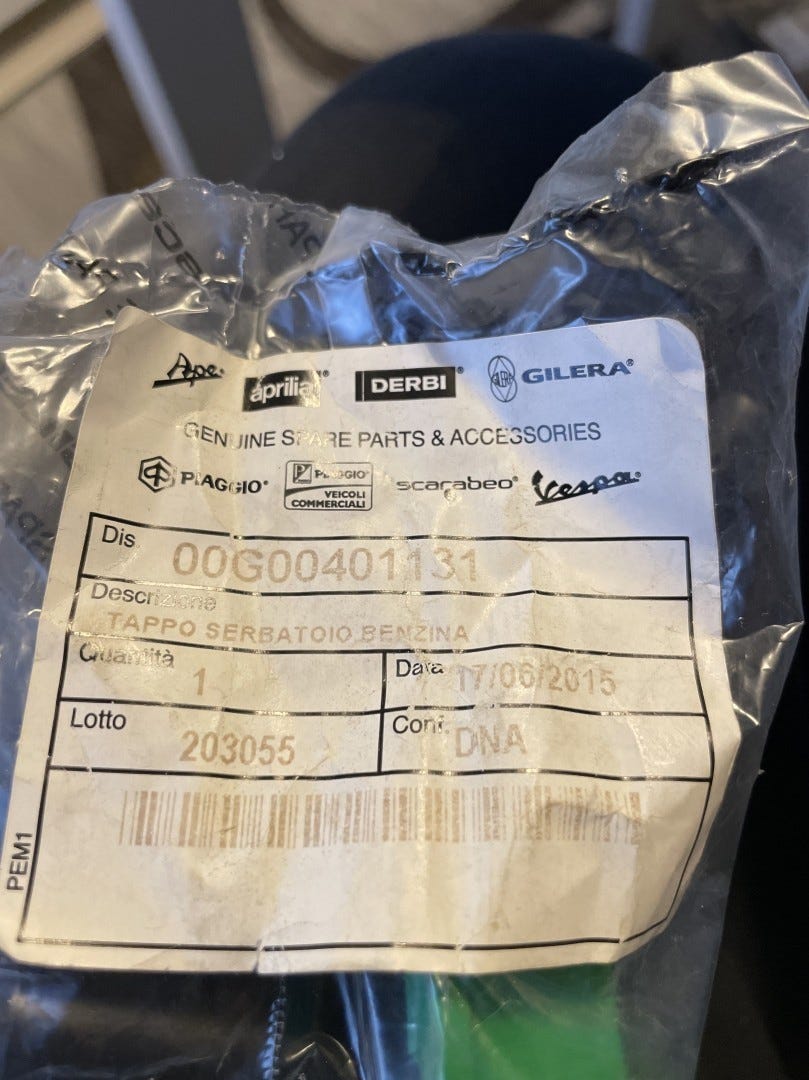 Ape®
aprilia® DERBI® GILERA®
GENUINE SPARE PARTS & ACCESSORIES
PIAGGIO® PIAGGIO® VEICOLI COMMERCIALI scarabeo® Vespa®
Dis. 00G00401131
Descrizione
TAPPO SERBATOIO BENZINA
Quantità 1 Data 17/06/2015
Lotto 203055 Conf. DNA
PEM1